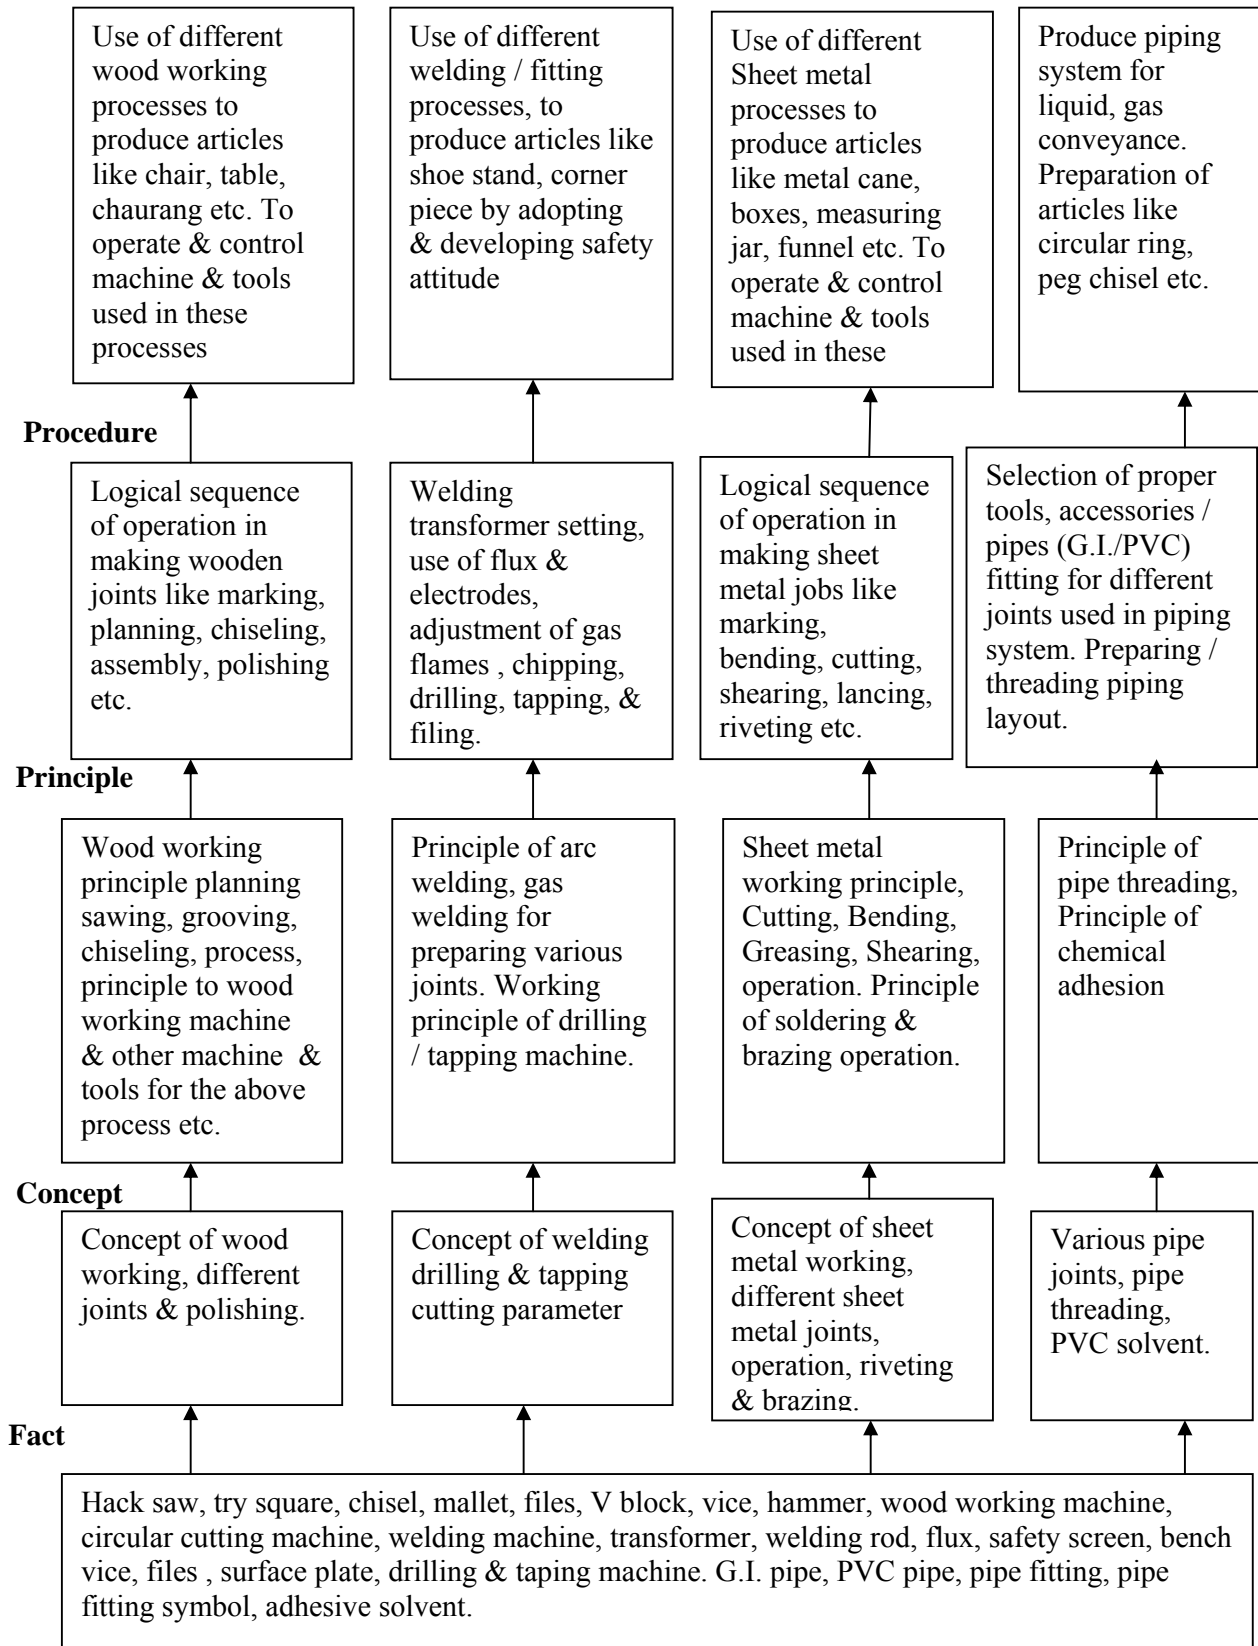 Use of different
wood working
processes to
produce articles
like chair, table,
chaurang etc. To
operate & control
machine & tools
used in these
processes
Use of different
welding / fitting
processes, to
produce articles like
shoe stand, corner
piece by adopting
& developing safety
attitude
Use of different
Sheet metal
processes to
produce articles
like metal cane,
boxes, measuring
jar, funnel etc. To
operate & control
machine & tools
used in these
Produce piping
system for
liquid, gas
conveyance.
Preparation of
articles like
circular ring,
peg chisel etc.
Procedure
Logical sequence
of operation in
making wooden
joints like marking,
planning, chiseling,
assembly, polishing
etc.
Welding
transformer setting,
use of flux &
electrodes,
adjustment of gas
flames , chipping,
drilling, tapping, &
filing.
Logical sequence
of operation in
making sheet
metal jobs like
marking,
bending, cutting,
shearing, lancing,
riveting etc.
Selection of proper
tools, accessories /
pipes (G.I./PVC)
fitting for different
joints used in piping
system. Preparing /
threading piping
layout.
Principle
Wood working
principle planning
sawing, grooving,
chiseling, process,
principle to wood
working machine
& other machine &
tools for the above
process etc.
Principle of arc
welding, gas
welding for
preparing various
joints. Working
principle of drilling
/ tapping machine.
Sheet metal
working principle,
Cutting, Bending,
Greasing, Shearing,
operation. Principle
of soldering &
brazing operation.
Principle of
pipe threading,
Principle of
chemical
adhesion
Concept
Concept of wood
working, different
joints & polishing.
Concept of welding
drilling & tapping
cutting parameter
Concept of sheet
metal working,
different sheet
metal joints,
operation, riveting
& brazing.
Various pipe
joints, pipe
threading,
PVC solvent.
Fact
Hack saw, try square, chisel, mallet, files, V block, vice, hammer, wood working machine,
circular cutting machine, welding machine, transformer, welding rod, flux, safety screen, bench
vice, files , surface plate, drilling & taping machine. G.I. pipe, PVC pipe, pipe fitting, pipe
fitting symbol, adhesive solvent.